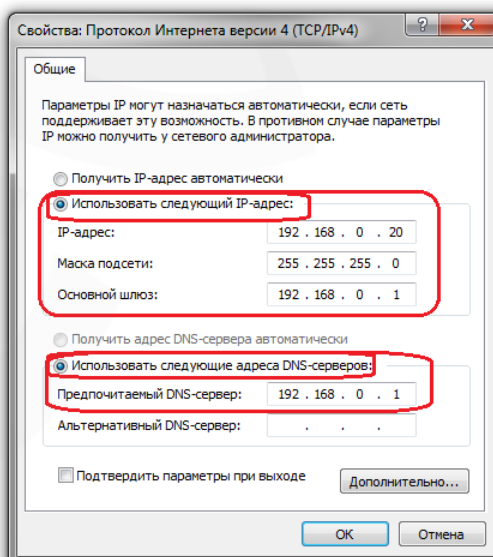 Свойства: Протокол Интернета версии 4 (TCP/IPv4)
?
Общие
Параметры IP могут назначаться автоматически, если сеть
поддерживает эту возможность. В противном случае параметры
IP можно получить у сетевого администратора.
Получить IP-адрес автоматически
Использовать следующий IP-адрес:
IP-адрес: 192 . 168 . 0 . 20
Маска подсети: 255 . 255 . 255 . 0
Основной шлюз: 192 . 168 . 0 . 1
Получить адрес DNS-сервера автоматически
Использовать следующие адреса DNS-серверов:
Предпочитаемый DNS-сервер: 192 . 168 . 0 . 1
Альтернативный DNS-сервер: . . .
Подтвердить параметры при выходе
Дополнительно...
ОК Отмена